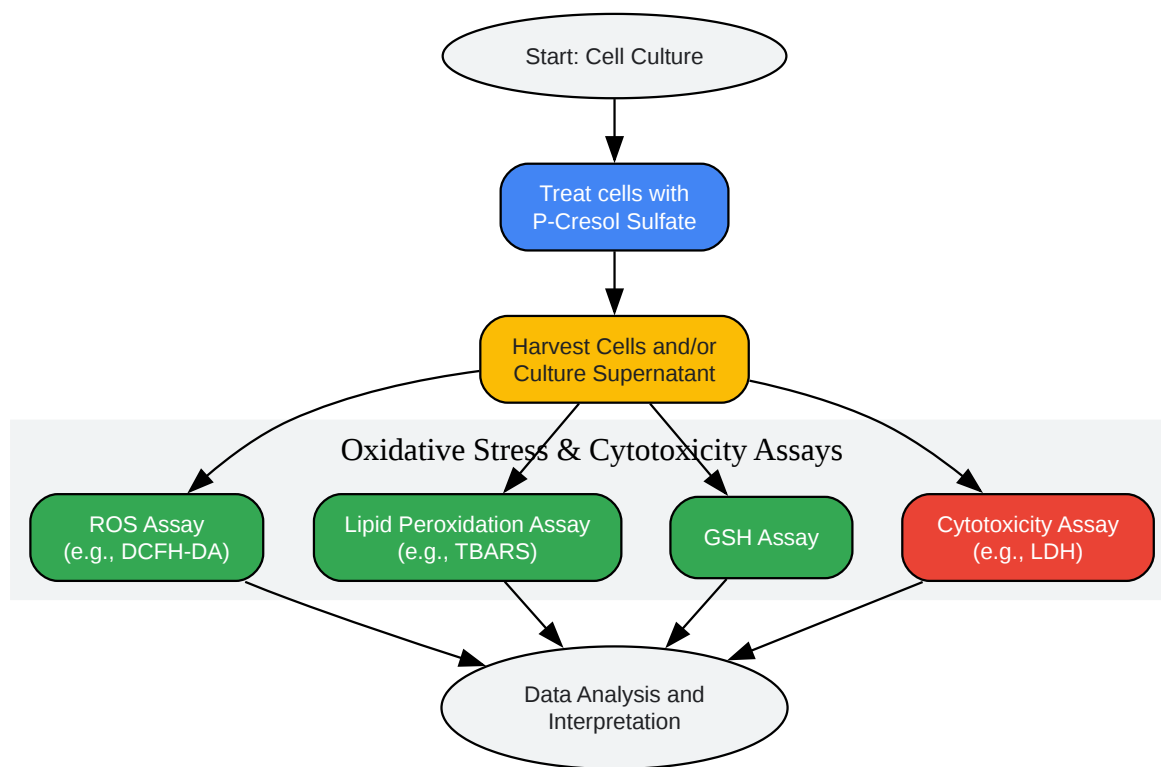 Start: Cell Culture
Treat cells with
P-Cresol Sulfate
Harvest Cells and/or
Culture Supernatant
Oxidative Stress & Cytotoxicity Assays
ROS Assay
(e.g., DCFH-DA)
Lipid Peroxidation Assay
(e.g., TBARS)
GSH Assay
Cytotoxicity Assay
(e.g., LDH)
Data Analysis and
Interpretation